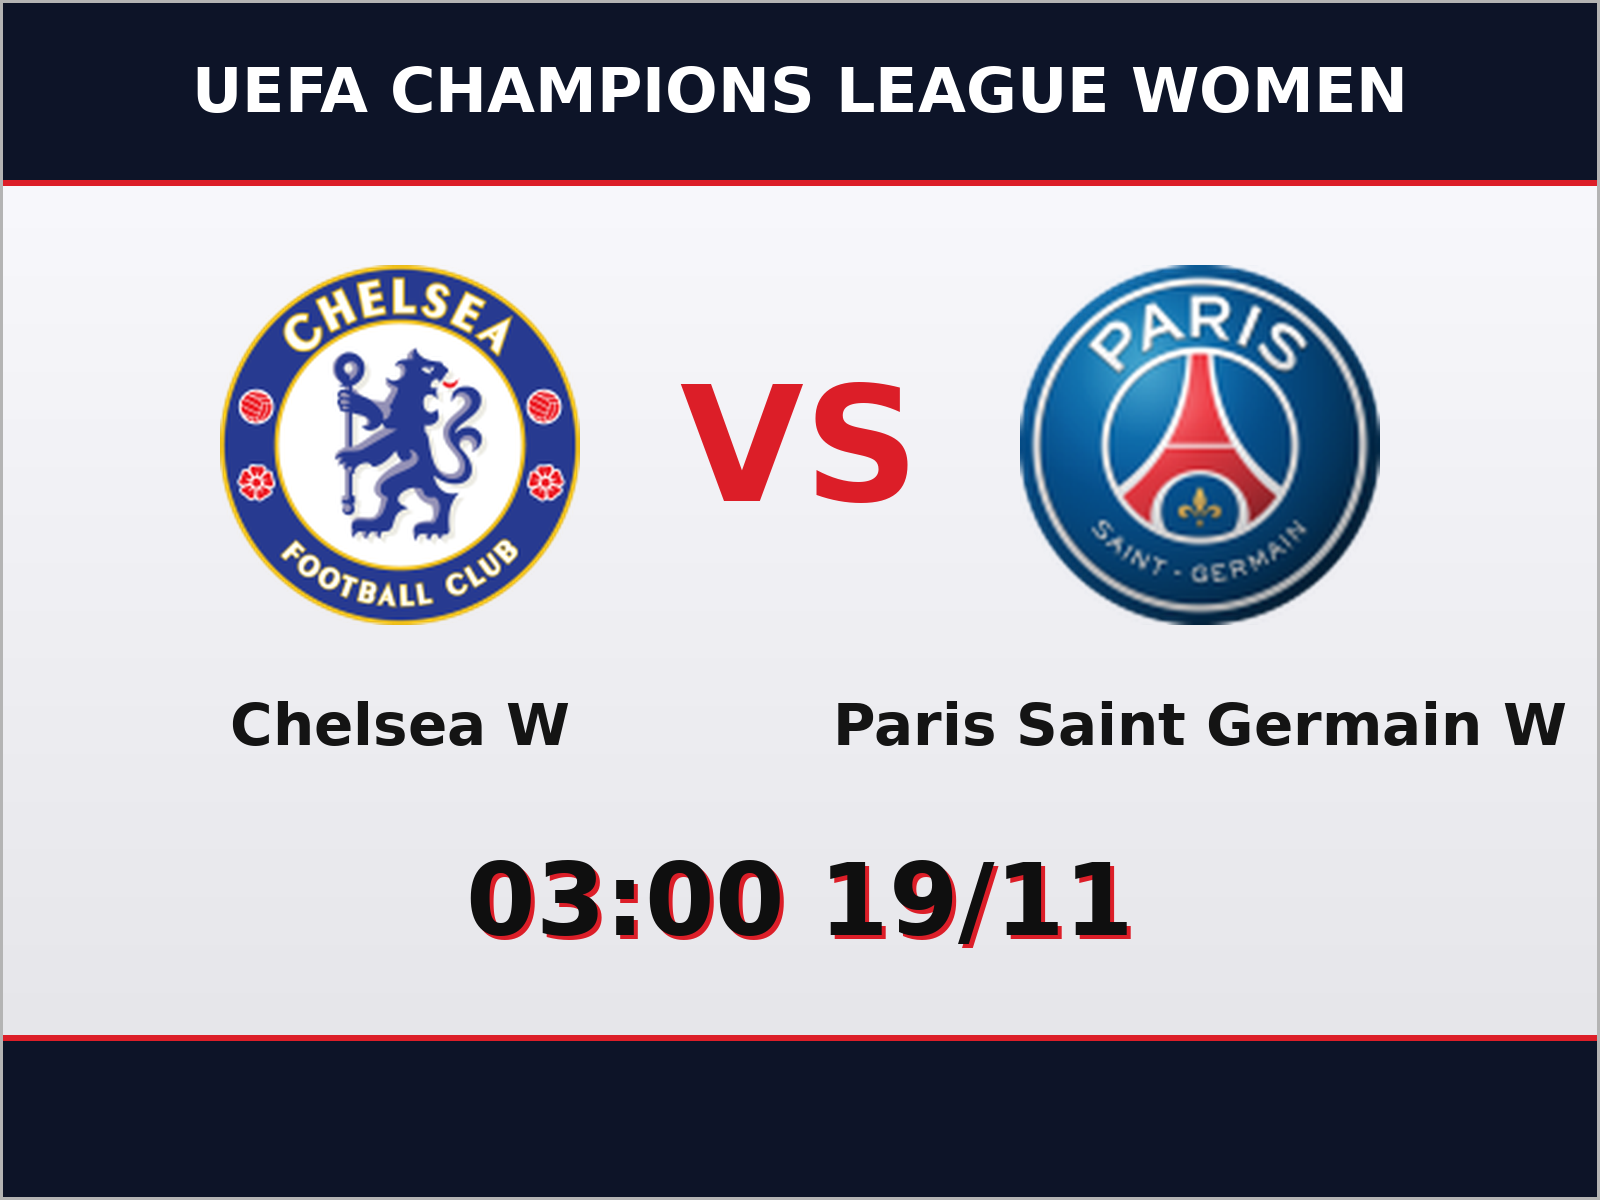 UEFA CHAMPIONS LEAGUE WOMEN
CHELSEA
FOOTBALL CLUB
VS
PARIS
SAINT - GERMAIN
Chelsea W
Paris Saint Germain W
03:00 19/11